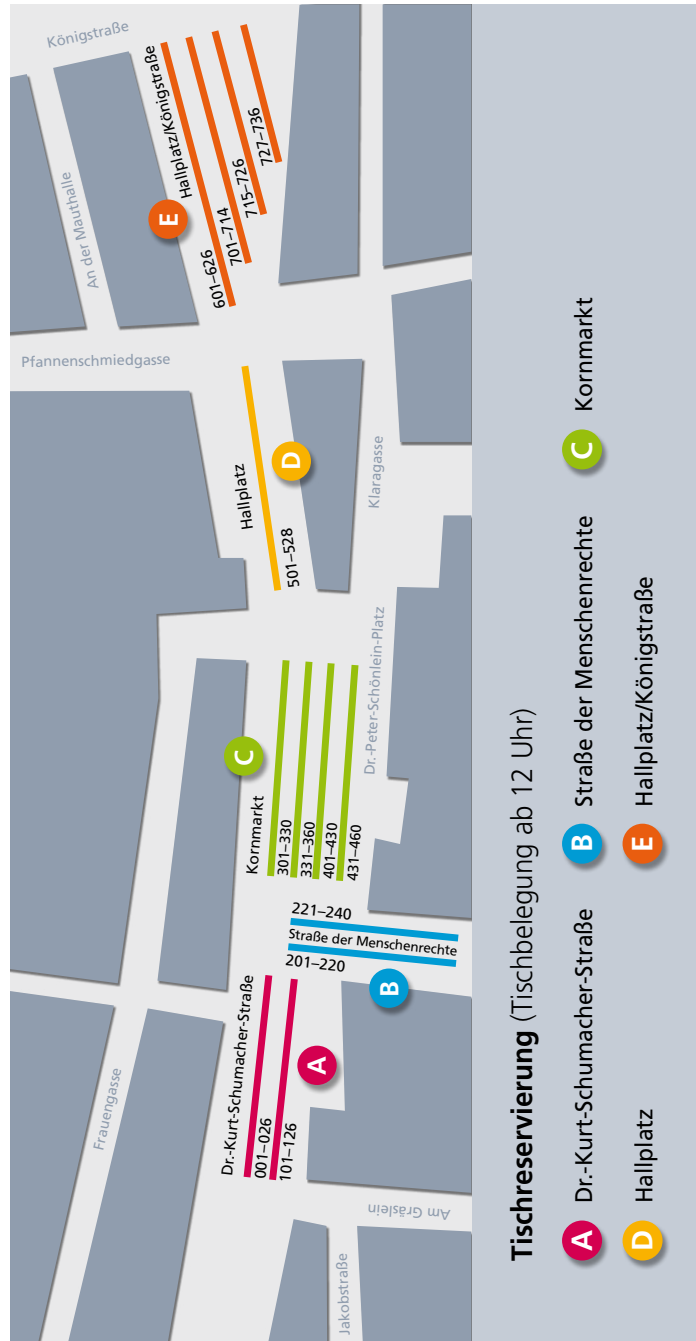 Königstraße
An der Mauthalle
Pfannenschmiedgasse
E
Hallplatz/Königstraße
601–626
701–714
715–726
727–736
Hallplatz
501–528
D
Klaragasse
C
Kornmarkt
301–330
331–360
401–430
431–460
Dr.-Peter-Schönlein-Platz
221–240
Straße der Menschenrechte
201–220
B
Frauengasse
Dr.-Kurt-Schumacher-Straße
001–026
101–126
A
Am Gräslein
Jakobstraße
Tischreservierung (Tischbelegung ab 12 Uhr)
A Dr.-Kurt-Schumacher-Straße
B Straße der Menschenrechte
C Kornmarkt
D Hallplatz
E Hallplatz/Königstraße